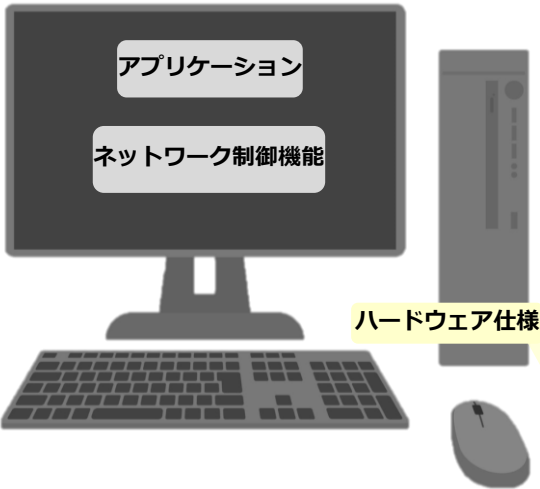 アプリケーション
ネットワーク制御機能
ハードウェア仕様